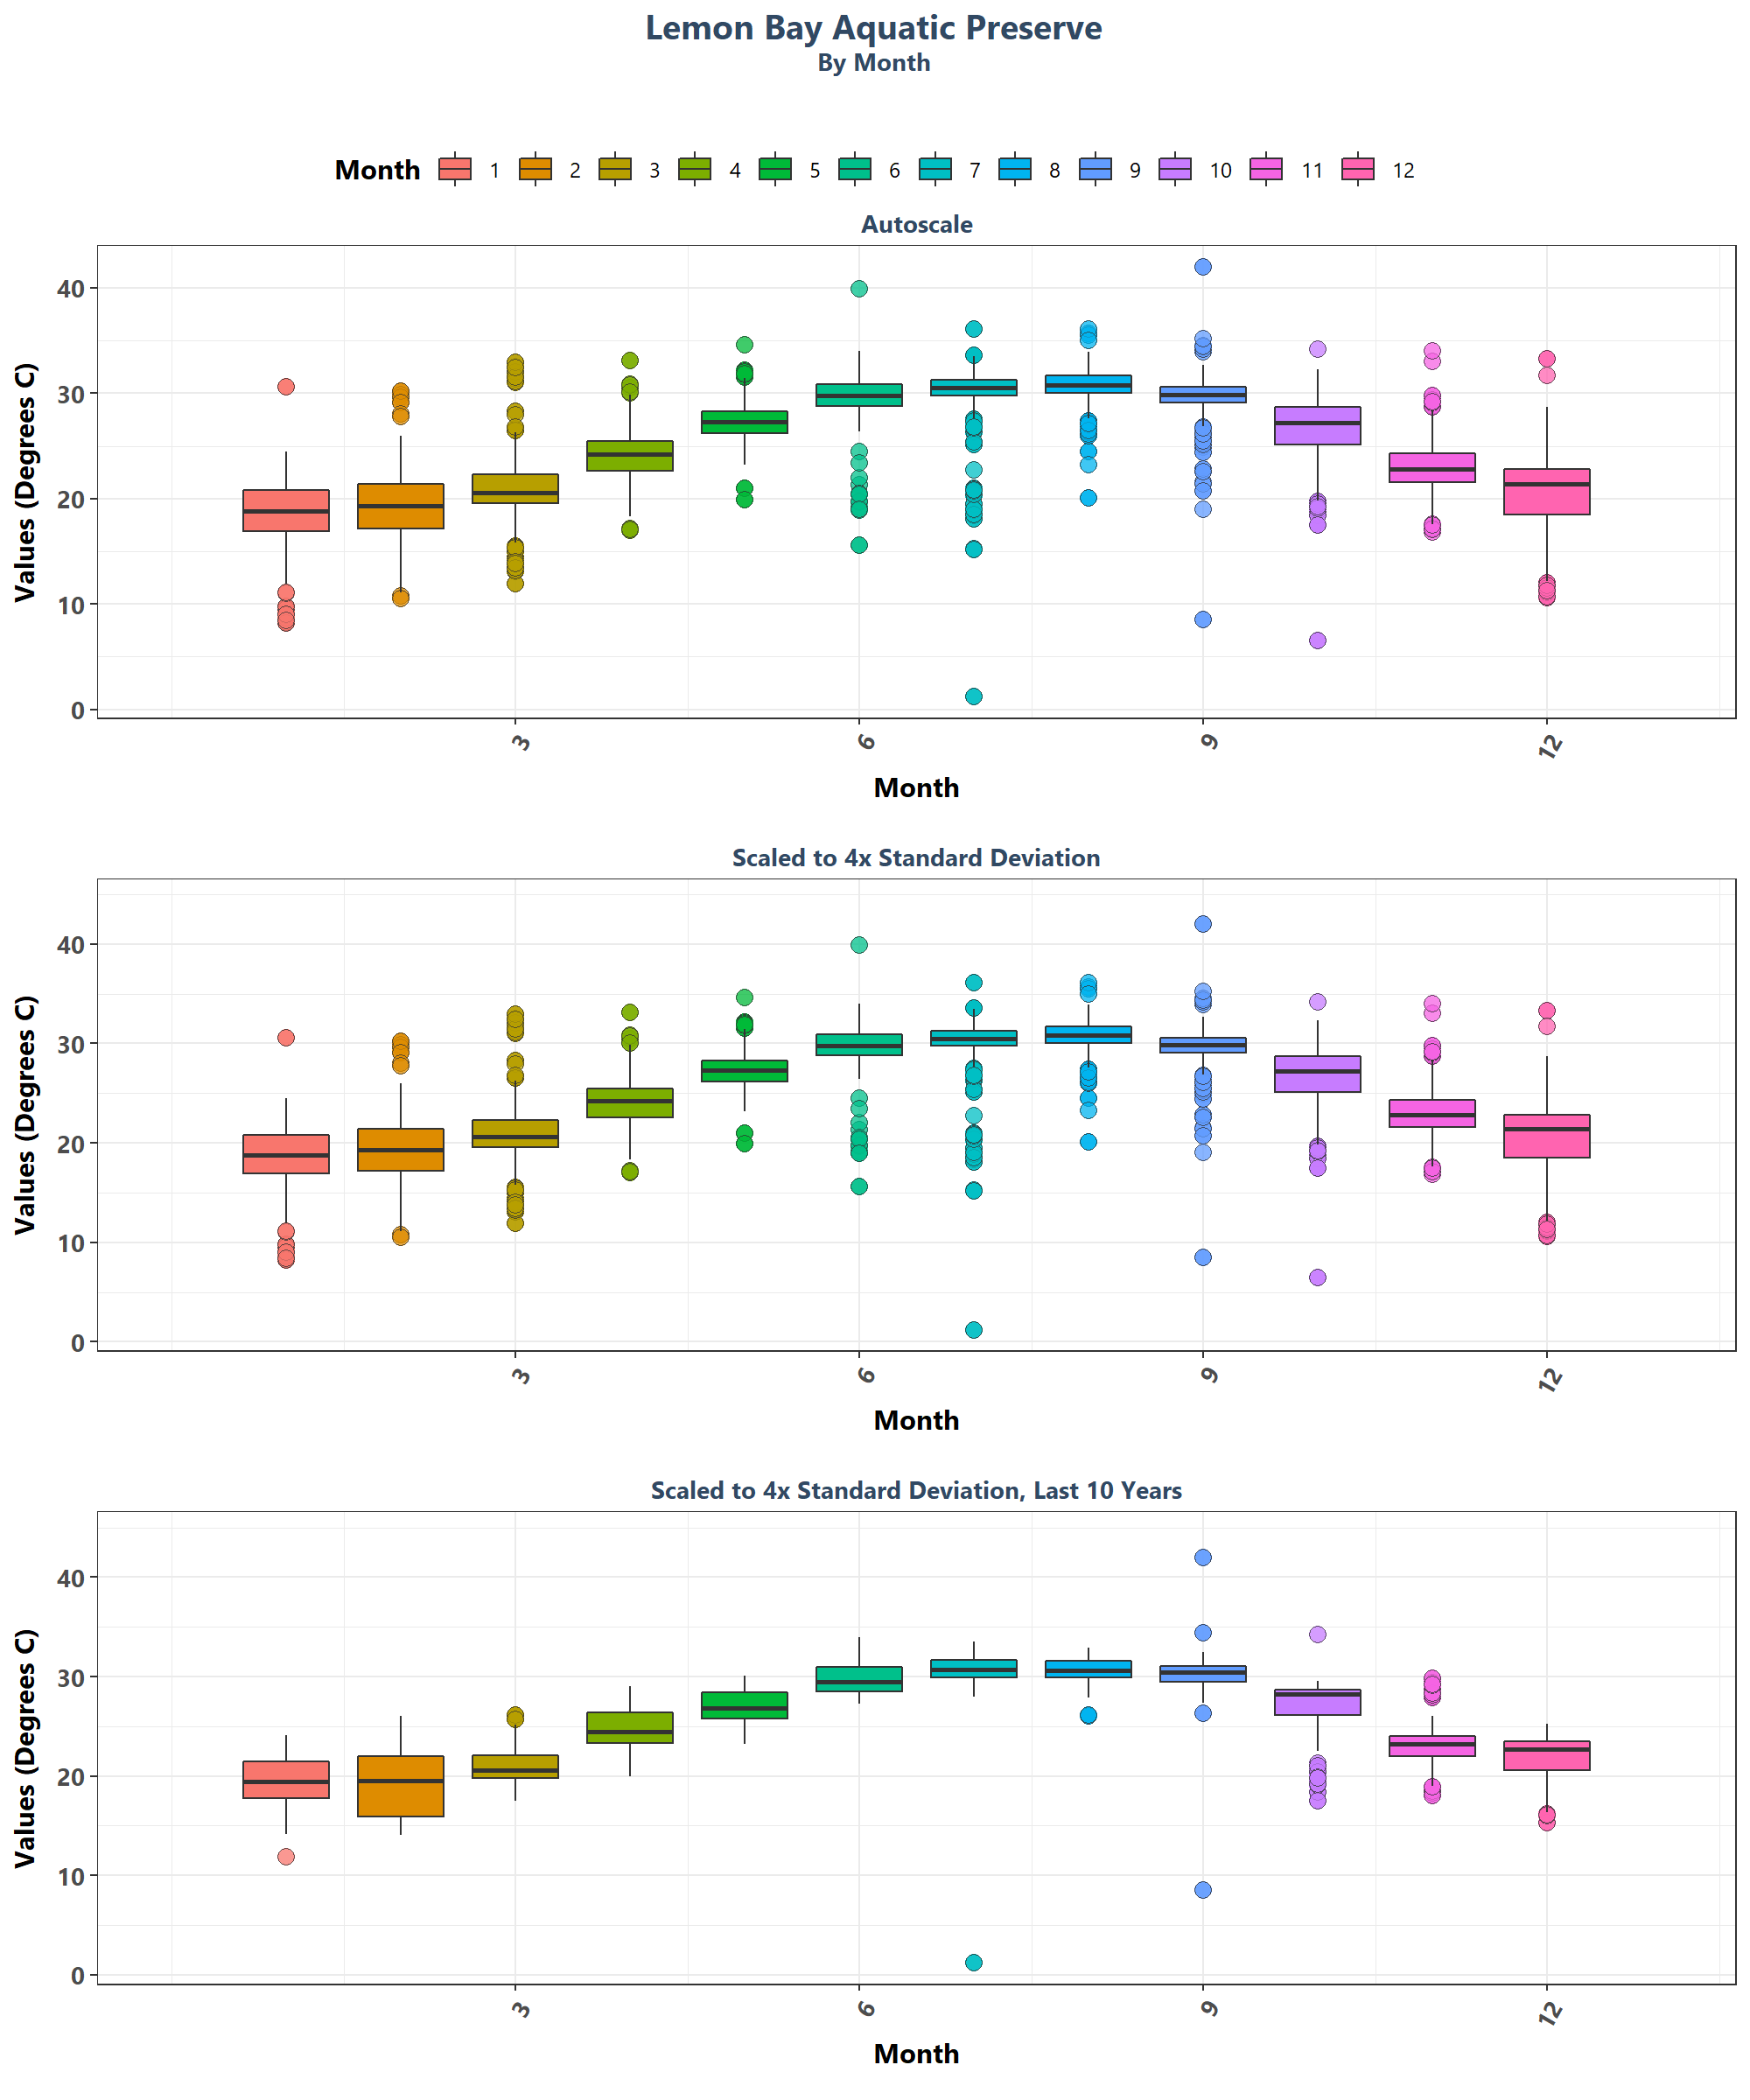 Lemon Bay Aquatic Preserve
By Month
Month 1 2 3 4 5 6 7 8 9 10 11 12
Autoscale
Values (Degrees C)
40
30
20
10
0
3 6 9 12
Month
Scaled to 4x Standard Deviation
Values (Degrees C)
40
30
20
10
0
3 6 9 12
Month
Scaled to 4x Standard Deviation, Last 10 Years
Values (Degrees C)
40
30
20
10
0
3 6 9 12
Month